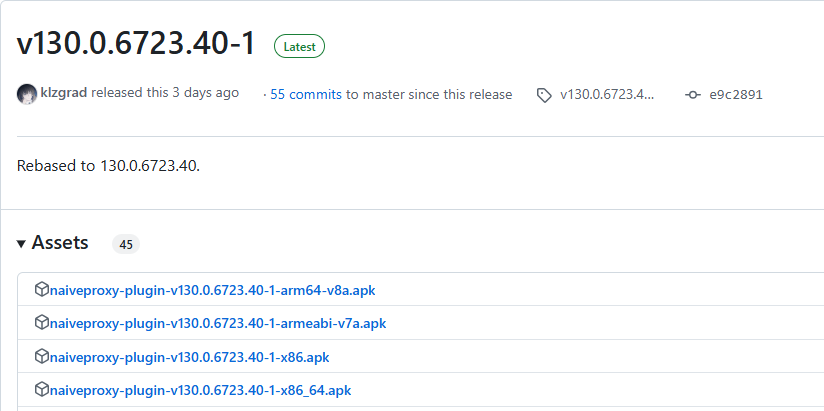 v130.0.6723.40-1 Latest
klzgrad released this 3 days ago · 55 commits to master since this release v130.0.6723.4... e9c2891
Rebased to 130.0.6723.40.
Assets 45
naiveproxy-plugin-v130.0.6723.40-1-arm64-v8a.apk
naiveproxy-plugin-v130.0.6723.40-1-armeabi-v7a.apk
naiveproxy-plugin-v130.0.6723.40-1-x86.apk
naiveproxy-plugin-v130.0.6723.40-1-x86_64.apk